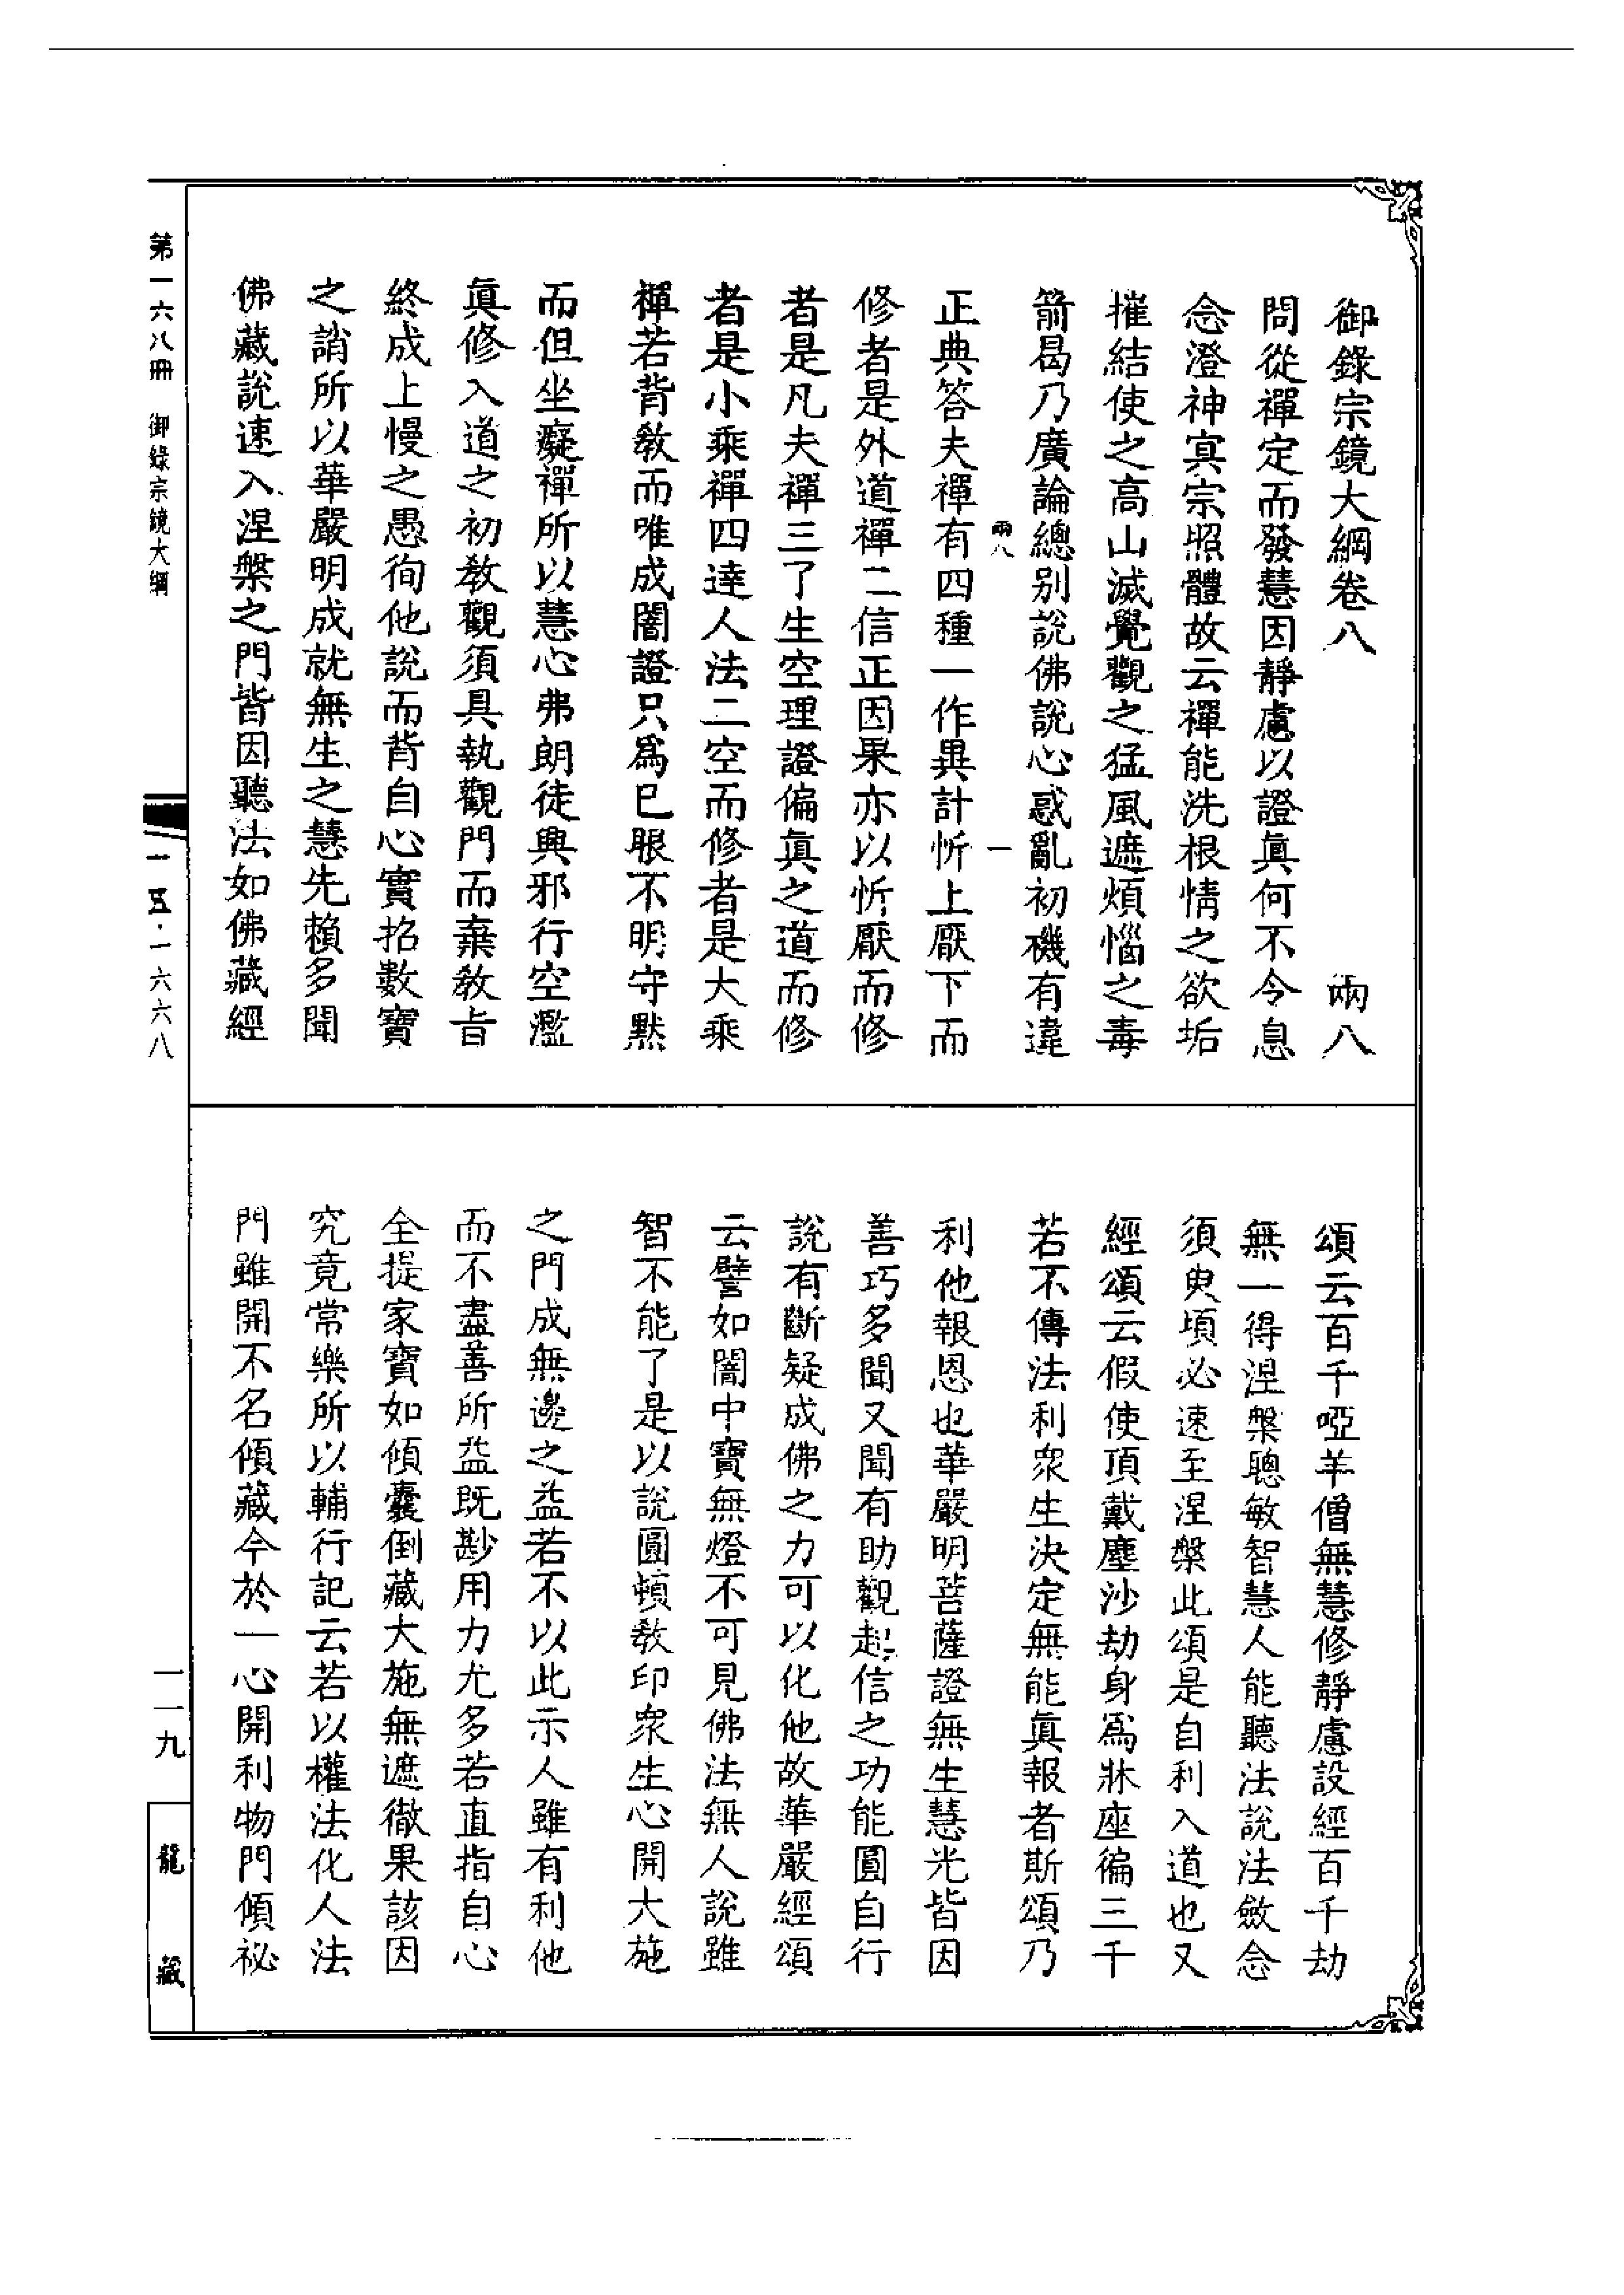 御錄宗鏡大綱卷八　兩八
問從禪定而發慧因靜慮以證眞何不令息
念澄神冥宗照體故云禪能洗根情之欲垢
摧結使之高山滅覺觀之猛風遮煩惱之毒
箭曷乃廣論總别說佛說心惑亂初機有違
兩八　一
正典答夫禪有四種一作異計忻上厭下而
修者是外道禪二信正因果亦以忻厭而修
者是凡夫禪三了生空理證偏眞之道而修
者是小乘禪四達人法二空而修者是大乘
禪若背敎而唯成闇證只爲已眼不明守黙
而但坐癡禪所以慧心弗朗徒興邪行空濫
眞修入道之初敎觀須具執觀門而棄敎㫖
終成上慢之愚徇他說而背自心實招數寶
之誚所以華嚴明成就無生之慧先賴多聞
佛藏說速入涅槃之門皆因聽法如佛藏經
頌云百千啞羊僧無慧修靜慮設經百千劫
無一得涅槃聰敏智慧人能聽法說法斂念
須臾頃必速至涅槃此頌是自利入道也又
經頌云假使頂戴塵沙劫身爲牀座徧三千
若不傳法利衆生決定無能眞報者斯頌乃
利他報恩也華嚴明菩薩證無生慧光皆因
善巧多聞又聞有助觀起信之功能圓自行
說有斷疑成佛之力可以化他故華嚴經頌
云譬如闇中寶無燈不可見佛法無人說雖
智不能了是以說圓頓敎印衆生心開大施
之門成無邊之益若不以此示人雖有利他
而不盡善所益既尠用力尤多若直指自心
全提家寶如傾囊倒藏大施無遮徹果該因
究竟常樂所以輔行記云若以權法化人法
門雖開不名傾藏今於一心開利物門傾祕
第一六八冊　御錄宗鏡大綱
一五·一六六八
一一九
龍藏